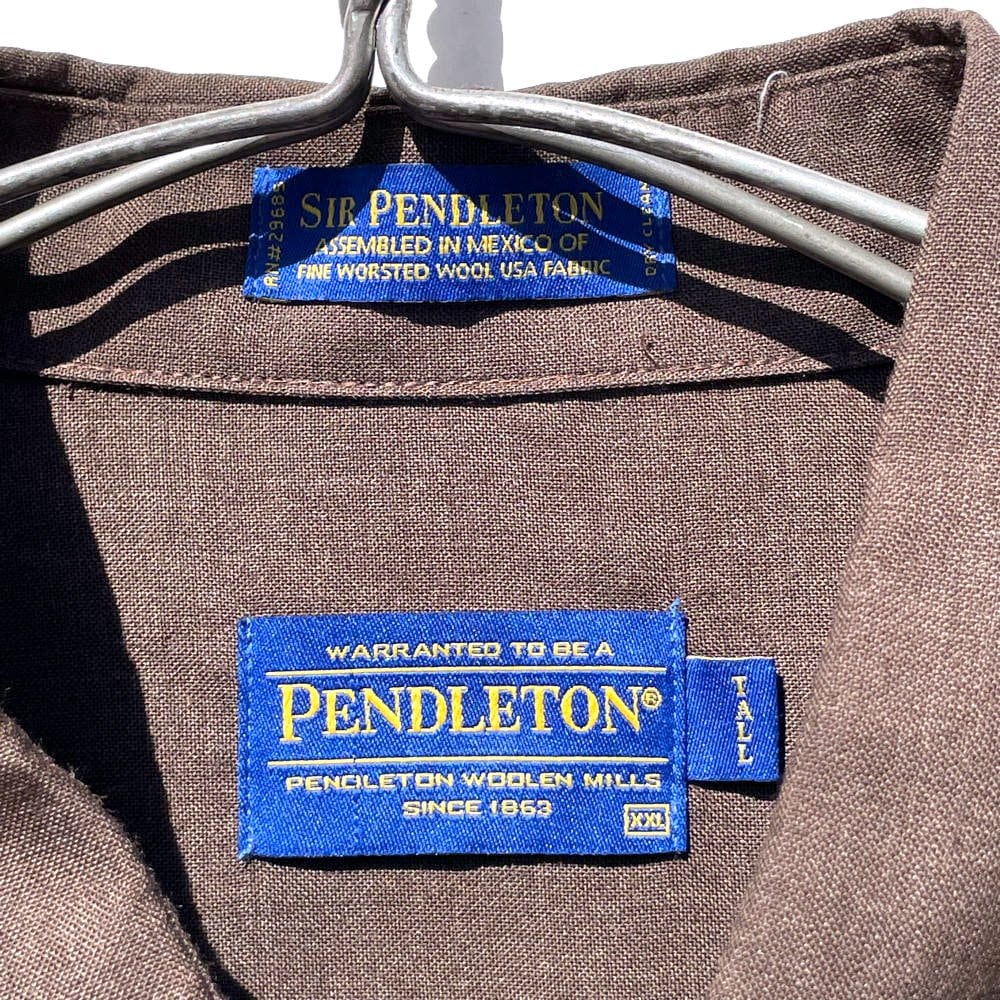 SIR PENDLETON
ASSEMBLED IN MEXICO OF
FINE WORSTED WOOL USA FABRIC
RN#29685
DRY CLEAN
WARRANTED TO BE A
PENDLETON®
PENDLETON WOOLEN MILLS
SINCE 1863
XXL
TALL